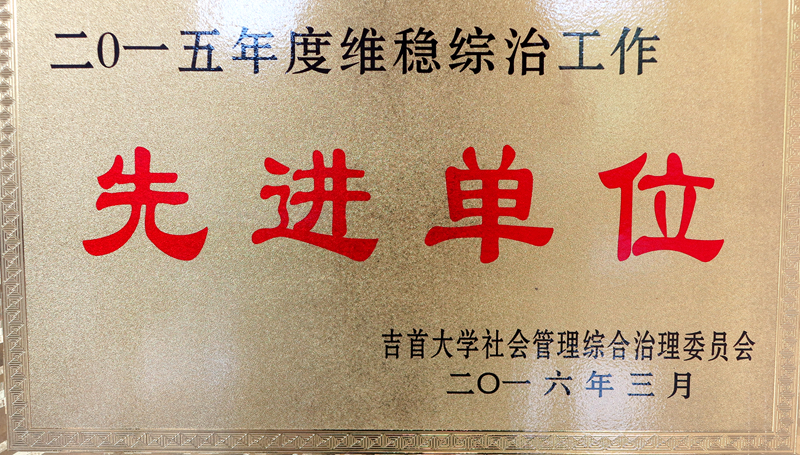 二0一五年度维稳综治工作
先进单位
吉首大学社会管理综合治理委员会
二〇一六年三月